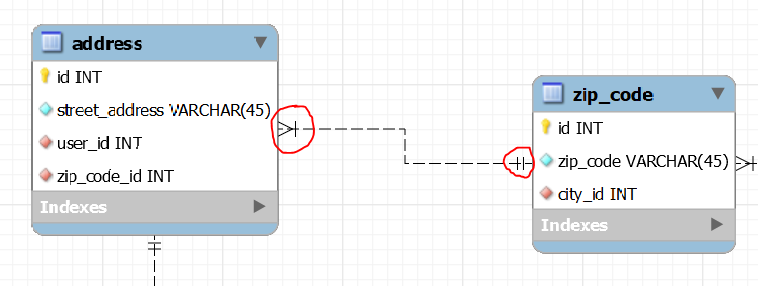 address
id INT
street_address VARCHAR(45)
user_id INT
zip_code_id INT
Indexes
zip_code
id INT
zip_code VARCHAR(45)
city_id INT
Indexes